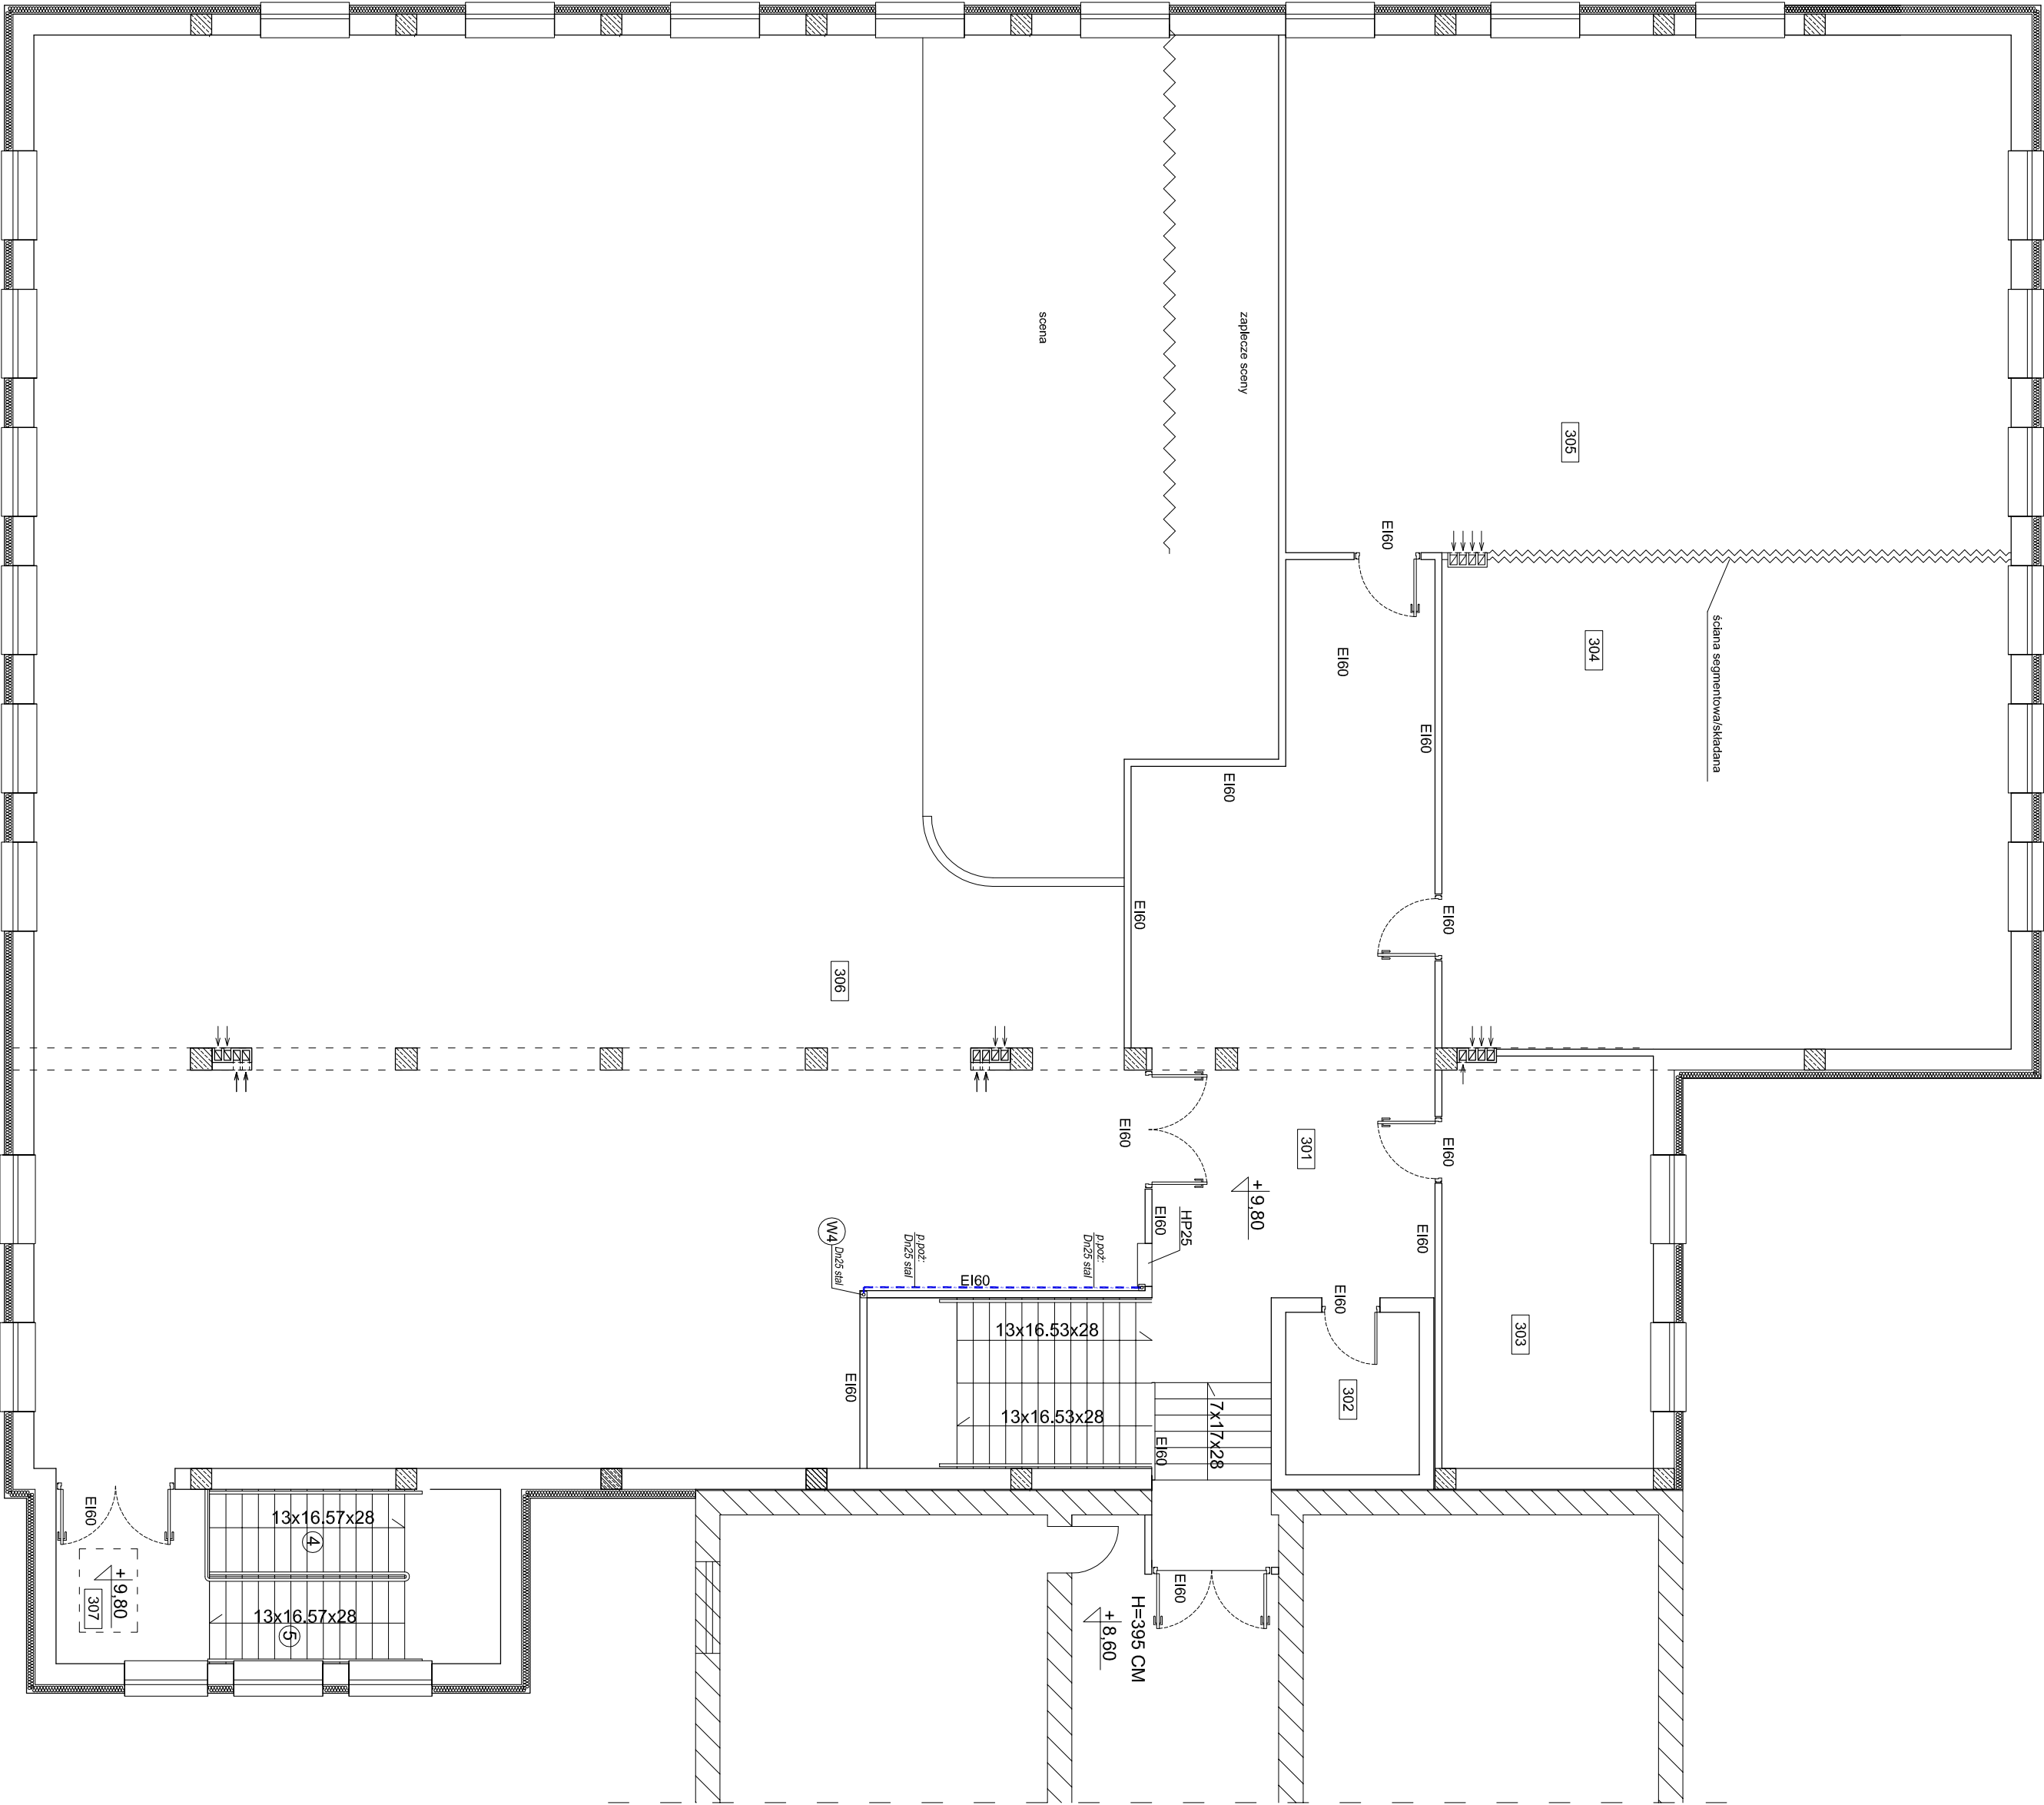 scena
zaplecze sceny
305
EI60
304
ściana segmentowa/składana
EI60
EI60
EI60
EI60
EI60
306
EI60
301
EI60
+9,80
EI60
HP25
EI60
W4
Dn25 stal
p.poż:
Dn25 stal
p.poż:
Dn25 stal
EI60
EI60
303
302
13x16.53x28
13x16.53x28
7x17x28
EI60
EI60
EI60
13x16.57x28
4
13x16.57x28
5
+9,80
307
EI60
H=395 CM
+8,60